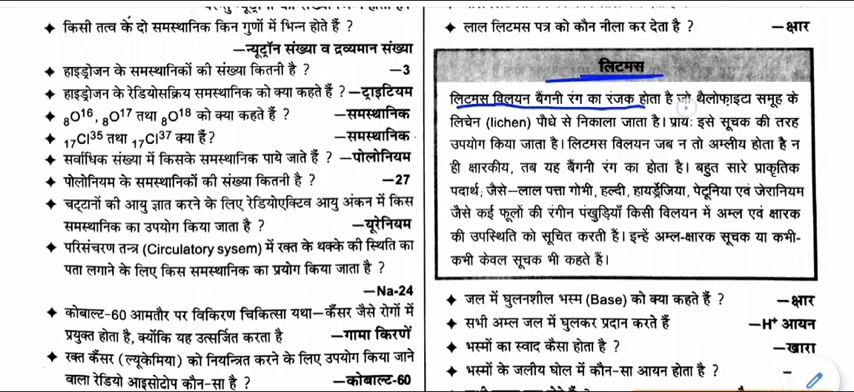 ✦ किसी तत्व के दो समस्थानिक किन गुणों में भिन्न होते हैं ?
—न्यूट्रॉन संख्या व द्रव्यमान संख्या
✦ हाइड्रोजन के समस्थानिकों की संख्या कितनी है ? —3
✦ हाइड्रोजन के रेडियोसक्रिय समस्थानिक को क्या कहते हैं ? —ट्राइटियम
✦ ₈O¹⁶, ₈O¹⁷ तथा ₈O¹⁸ को कहते हैं ? —समस्थानिक
✦ ₁₇Cl³⁵ तथा ₁₇Cl³⁷ क्या हैं? —समस्थानिक
✦ सर्वाधिक संख्या में किसके समस्थानिक पाये जाते हैं ? —पोलोनियम
✦ पोलोनियम के समस्थानिकों की संख्या कितनी है ? —27
✦ चट्टानों की आयु ज्ञात करने के लिए रेडियोएक्टिव आयु अंकन में किस
समस्थानिक का उपयोग किया जाता है ? —यूरेनियम
✦ परिसंचरण तन्त्र (Circulatory sysem) में रक्त के थक्के की स्थिति का
पता लगाने के लिए किस समस्थानिक का प्रयोग किया जाता है ?
—Na-24
✦ कोबाल्ट-60 आमतौर पर विकिरण चिकित्सा यथा—कैंसर जैसे रोगों में
प्रयुक्त होता है, क्योंकि यह उत्सर्जित करता है —गामा किरणें
✦ रक्त कैंसर (ल्यूकेमिया) को नियन्त्रित करने के लिए उपयोग किया जाने
वाला रेडियो आइसोटोप कौन-सा है ? —कोबाल्ट-60
✦ लाल लिटमस पत्र को कौन नीला कर देता है ? —क्षार
लिटमस
लिटमस विलयन बैंगनी रंग का रंजक होता है जो थैलोफाइटा समूह के
लिचेन (lichen) पौधे से निकाला जाता है। प्रायः इसे सूचक की तरह
उपयोग किया जाता है। लिटमस विलयन जब न तो अम्लीय होता है न
ही क्षारकीय, तब यह बैंगनी रंग का होता है। बहुत सारे प्राकृतिक
पदार्थ; जैसे—लाल पत्ता गोभी, हल्दी, हायड्रेंजिया, पेटूनिया एवं जेरानियम
जैसे कई फूलों की रंगीन पंखुड़ियाँ किसी विलयन में अम्ल एवं क्षारक
की उपस्थिति को सूचित करती हैं। इन्हें अम्ल-क्षारक सूचक या कभी-
कभी केवल सूचक भी कहते हैं।
✦ जल में घुलनशील भस्म (Base) को क्या कहते हैं ? —क्षार
✦ सभी अम्ल जल में घुलकर प्रदान करते हैं —H⁺ आयन
✦ भस्मों का स्वाद कैसा होता है ? —खारा
✦ भस्मों के जलीय घोल में कौन-सा आयन होता है ? –